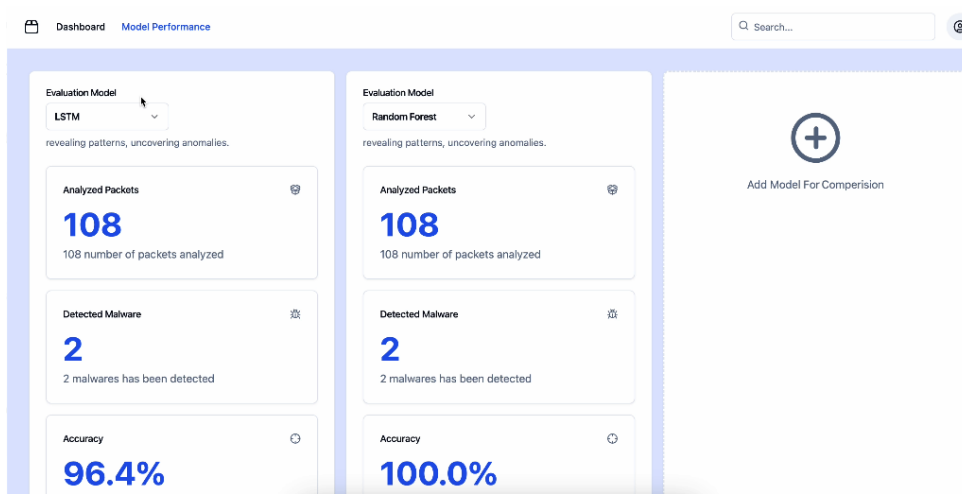 Dashboard Model Performance Search...
Evaluation Model
LSTM
revealing patterns, uncovering anomalies.
Analyzed Packets
108
108 number of packets analyzed
Detected Malware
2
2 malwares has been detected
Accuracy
96.4%
Evaluation Model
Random Forest
revealing patterns, uncovering anomalies.
Analyzed Packets
108
108 number of packets analyzed
Detected Malware
2
2 malwares has been detected
Accuracy
100.0%
Add Model For Comperision